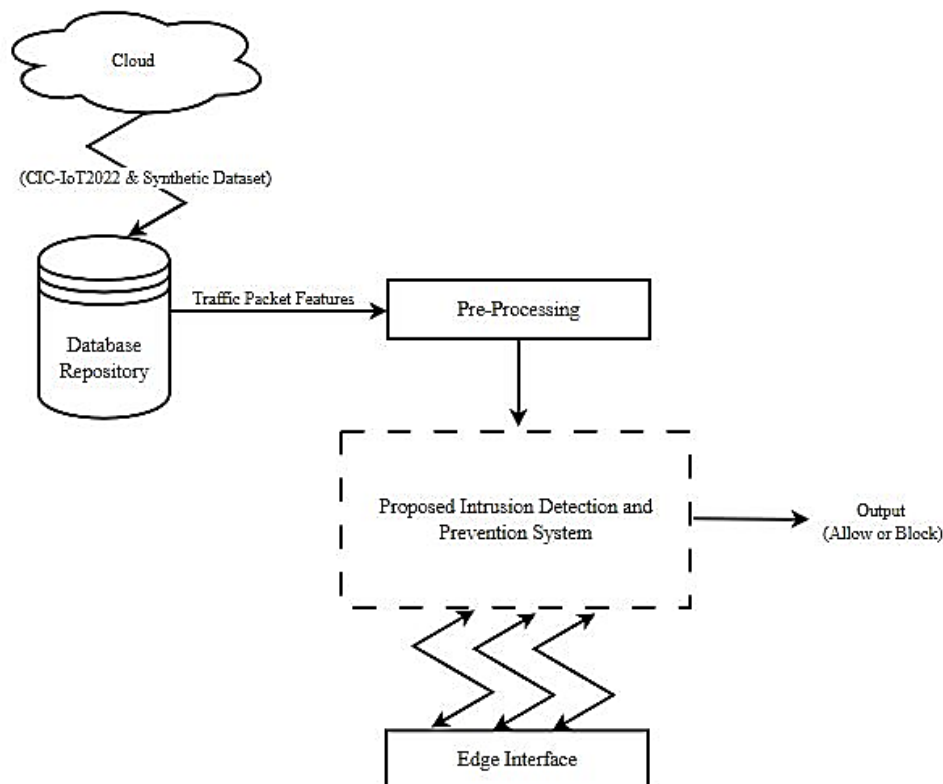 Cloud
(CIC-IoT2022 & Synthetic Dataset)
Traffic Packet Features
Pre-Processing
Database
Repository
Proposed Intrusion Detection and
Prevention System
Output
(Allow or Block)
Edge Interface